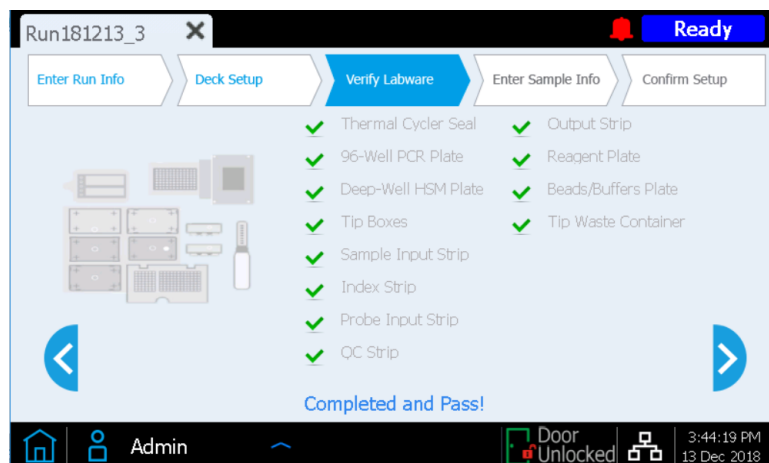 Run181213_3
Ready
Enter Run Info
Deck Setup
Verify Labware
Enter Sample Info
Confirm Setup
Thermal Cycler Seal
96-Well PCR Plate
Deep-Well HSM Plate
Tip Boxes
Sample Input Strip
Index Strip
Probe Input Strip
QC Strip
Output Strip
Reagent Plate
Beads/Buffers Plate
Tip Waste Container
Completed and Pass!
Admin
Door
Unlocked
3:44:19 PM
13 Dec 2018